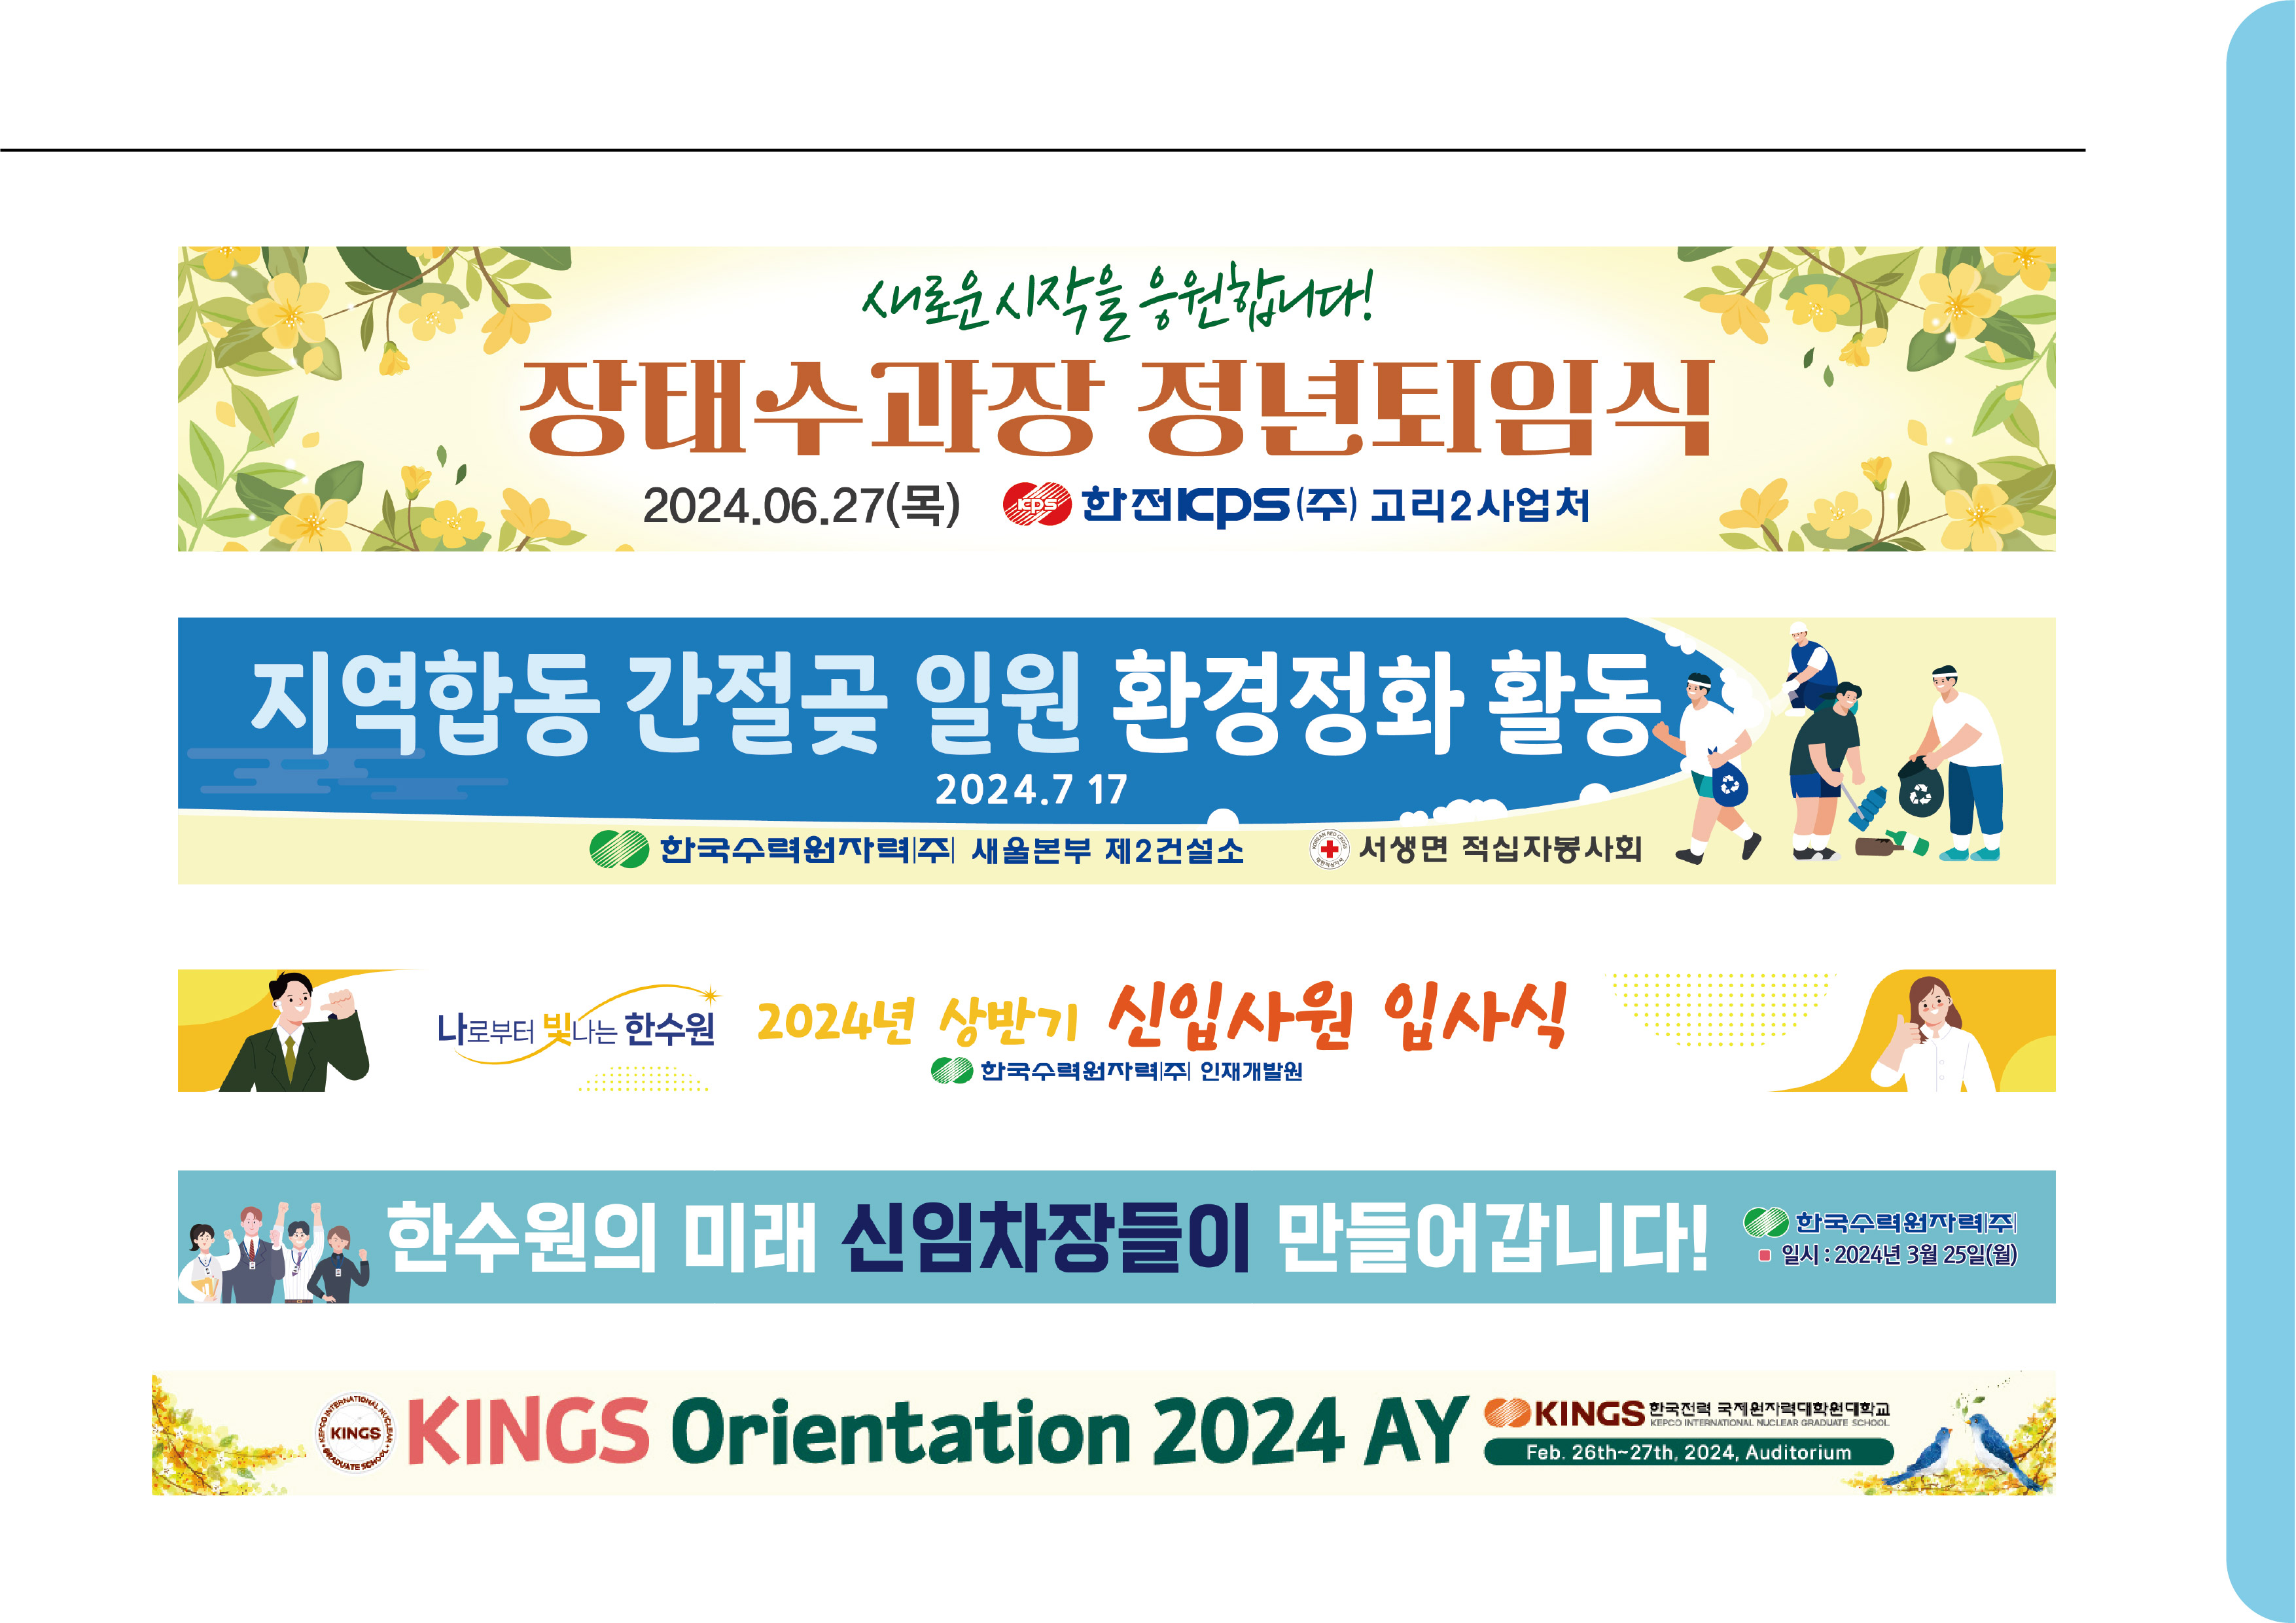 새로운 시작을 응원합니다!
장태수과장 정년퇴임식
2024.06.27(목) KPS 한전KPS(주) 고리2사업처
지역합동 간절곶 일원 환경정화 활동
2024.7 17
한국수력원자력(주) 새울본부 제2건설소 서생면 적십자봉사회
나로부터 빛나는 한수원 2024년 상반기 신입사원 입사식
한국수력원자력(주) 인재개발원
한수원의 미래 신임차장들이 만들어갑니다!
한국수력원자력(주)
일시 : 2024년 3월 25일(월)
KEPCO INTERNATIONAL NUCLEAR GRADUATE SCHOOL
KINGS
KINGS Orientation 2024 AY
KINGS 한국전력 국제원자력대학원대학교
KEPCO INTERNATIONAL NUCLEAR GRADUATE SCHOOL
Feb. 26th~27th, 2024, Auditorium